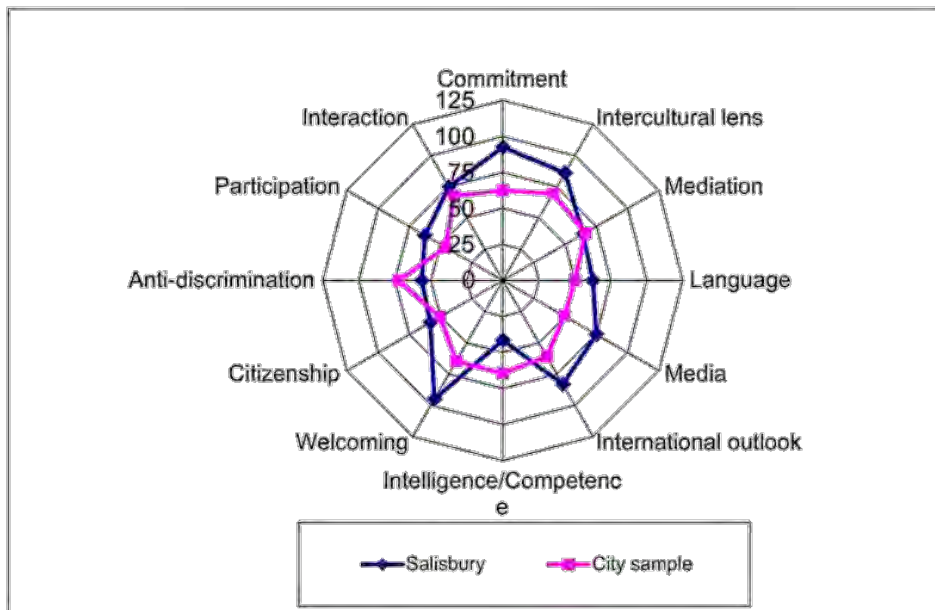 Commitment
125
Interaction
Intercultural lens
100
75
Participation
Mediation
50
25
Anti-discrimination
0
Language
Citizenship
Media
Welcoming
International outlook
Intelligence/Competenc
e
Salisbury
City sample